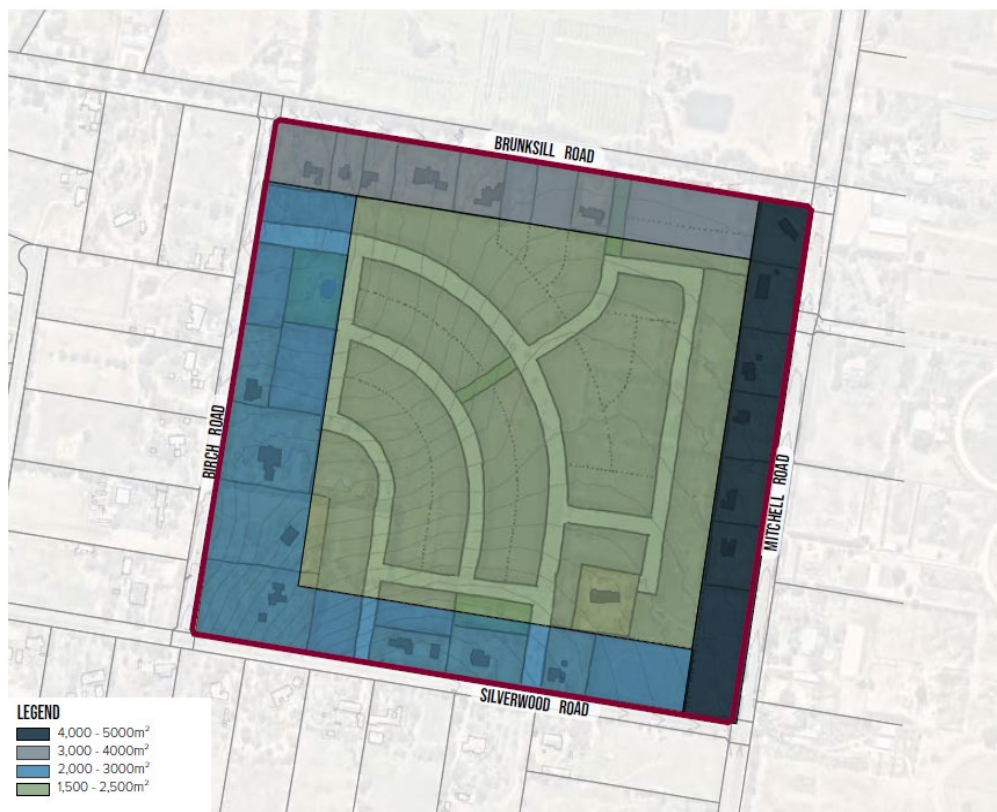 BRUNKSILL ROAD
BIRCH ROAD
MITCHELL ROAD
SILVERWOOD ROAD
LEGEND
4,000 - 5000m²
3,000 - 4000m²
2,000 - 3000m²
1,500 - 2,500m²